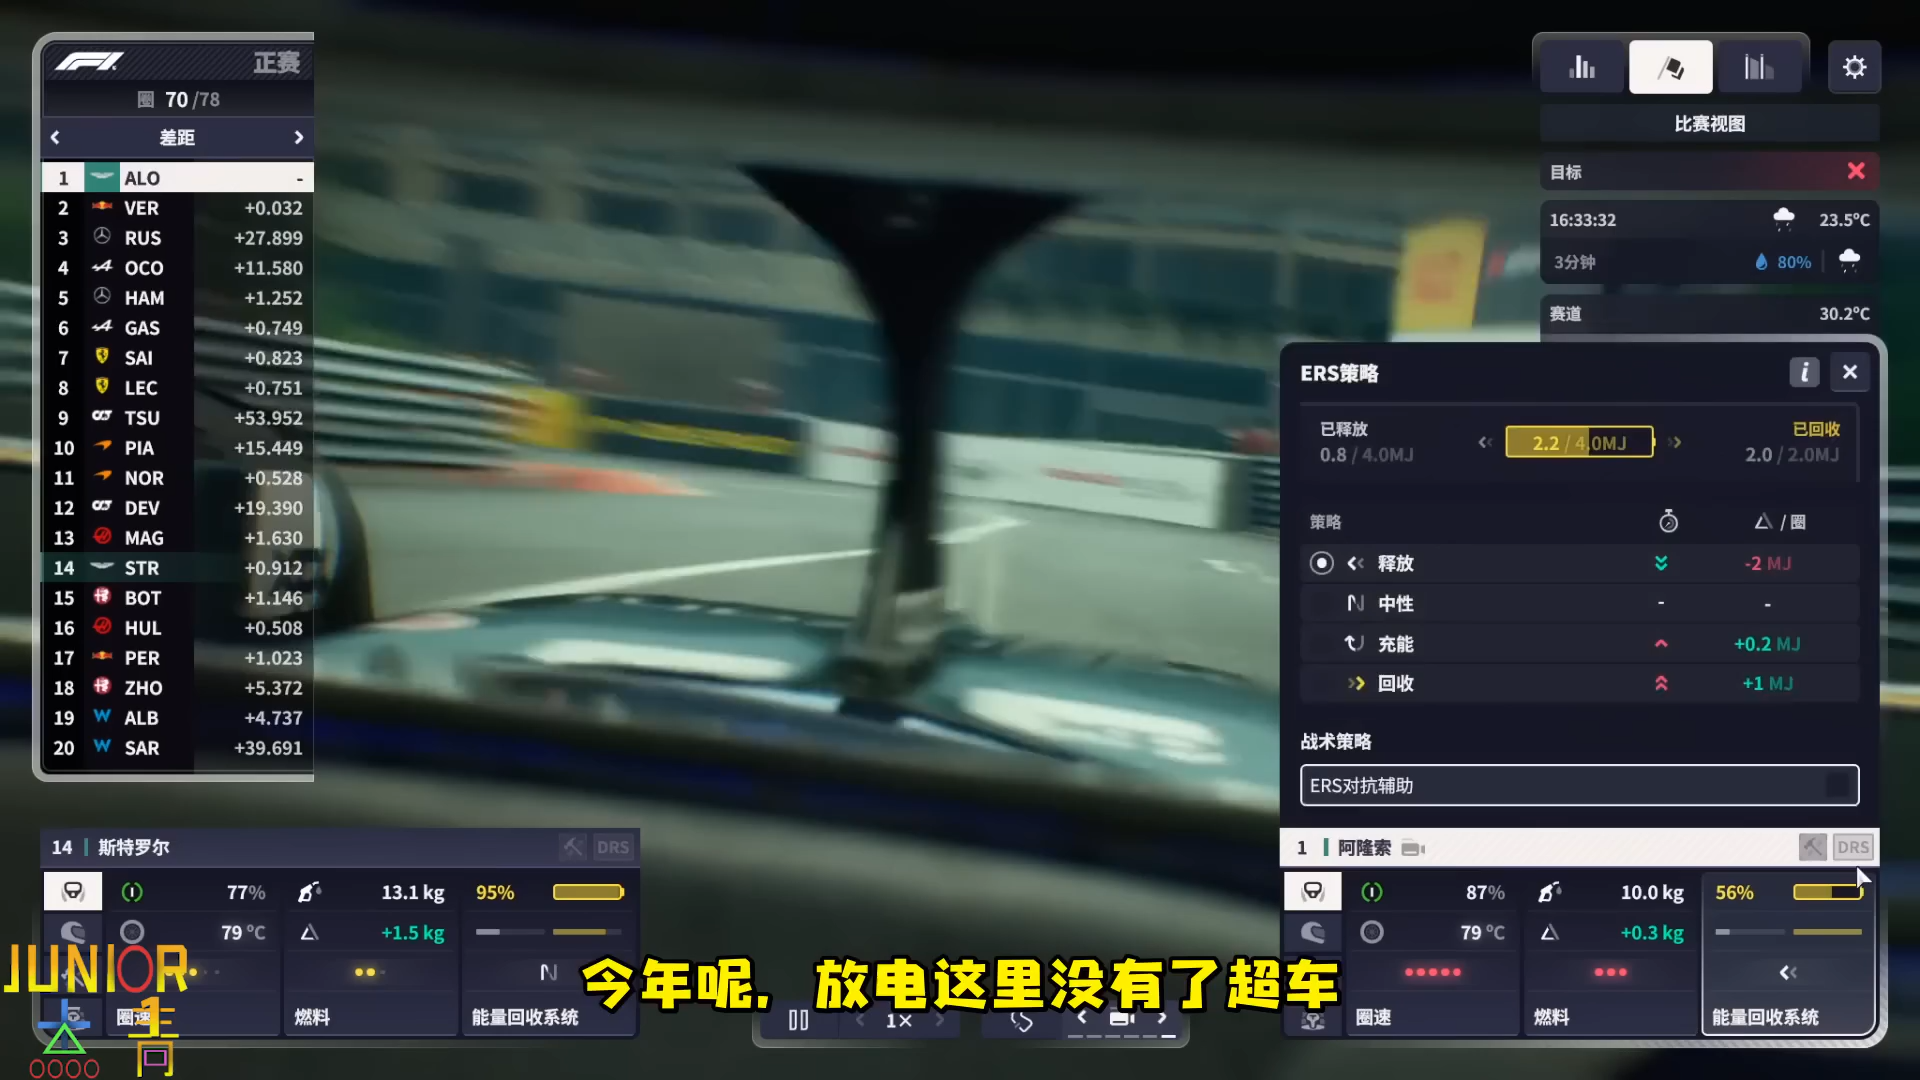 正赛
圈 70 /78
差距
1 ALO -
2 VER +0.032
3 RUS +27.899
4 OCO +11.580
5 HAM +1.252
6 GAS +0.749
7 SAI +0.823
8 LEC +0.751
9 TSU +53.952
10 PIA +15.449
11 NOR +0.528
12 DEV +19.390
13 MAG +1.630
14 STR +0.912
15 BOT +1.146
16 HUL +0.508
17 PER +1.023
18 ZHO +5.372
19 ALB +4.737
20 SAR +39.691
比赛视图
目标
16:33:32 23.5°C
3分钟 80%
赛道 30.2°C
ERS策略
已释放 已回收
0.8 / 4.0MJ 2.2 / 4.0MJ 2.0 / 2.0MJ
策略 / 圈
释放 -2 MJ
中性 - -
充能 +0.2 MJ
回收 +1 MJ
战术策略
ERS对抗辅助
14 斯特罗尔 DRS
77% 13.1 kg 95%
79 °C +1.5 kg
圈速 燃料 能量回收系统
1 阿隆索 DRS
87% 10.0 kg 56%
79 °C +0.3 kg
圈速 燃料 能量回收系统
1×
今年呢，放电这里没有了超车
JUNIOR